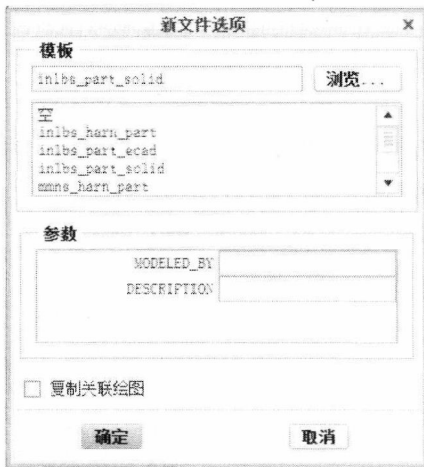 新文件选项 ×
模板
inlbs_part_solid 浏览...
空
inlbs_harn_part
inlbs_part_ecad
inlbs_part_solid
mmns_harn_part
参数
MODELED_BY
DESCRIPTION
复制关联绘图
确定 取消